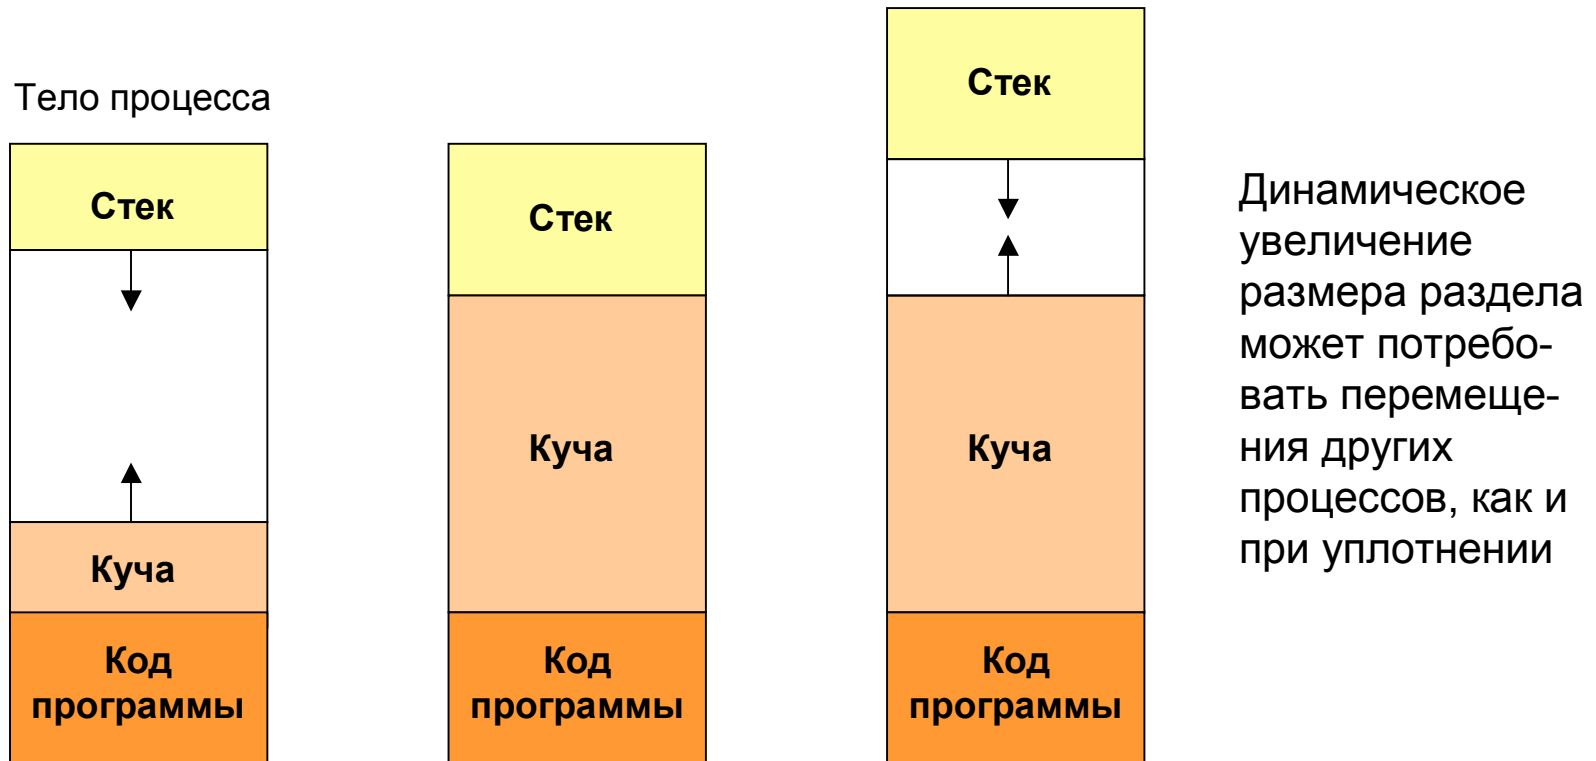 Тело процесса
Стек
Куча
Код
программы
Стек
Куча
Код
программы
Стек
Куча
Код
программы
Динамическое
увеличение
размера раздела
может потребо-
вать перемеще-
ния других
процессов, как и
при уплотнении